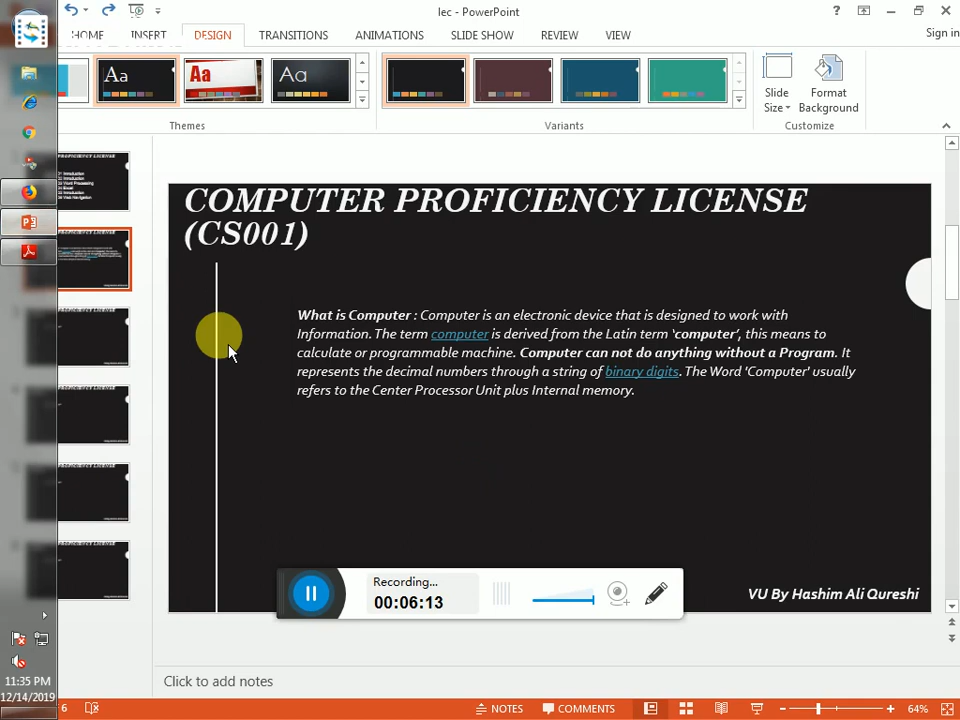 lec - PowerPoint
?
Sign in
HOME
INSERT
DESIGN
TRANSITIONS
ANIMATIONS
SLIDE SHOW
REVIEW
VIEW
Aa
Aa
Aa
Slide
Size
Format
Background
Themes
Variants
Customize
COMPUTER PROFICIENCY LICENSE
(CS001)
What is Computer : Computer is an electronic device that is designed to work with
Information. The term computer is derived from the Latin term ‘computer’, this means to
calculate or programmable machine. Computer can not do anything without a Program. It
represents the decimal numbers through a string of binary digits. The Word 'Computer' usually
refers to the Center Processor Unit plus Internal memory.
Recording...
00:06:13
VU By Hashim Ali Qureshi
Click to add notes
11:35 PM
12/14/2019
6
NOTES
COMMENTS
64%